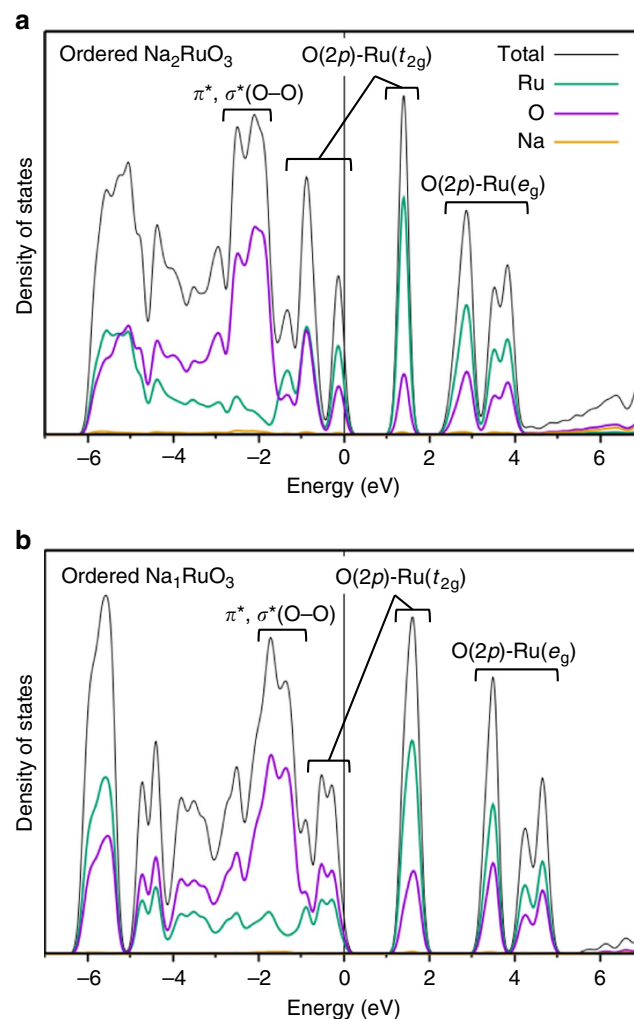 a
Ordered Na₂RuO₃
O(2p)-Ru(t₂g)
π*, σ*(O–O)
O(2p)-Ru(eg)
Total
Ru
O
Na
Density of states
–6 –4 –2 0 2 4 6
Energy (eV)
b
Ordered Na₁RuO₃
O(2p)-Ru(t₂g)
π*, σ*(O–O)
O(2p)-Ru(eg)
Density of states
–6 –4 –2 0 2 4 6
Energy (eV)